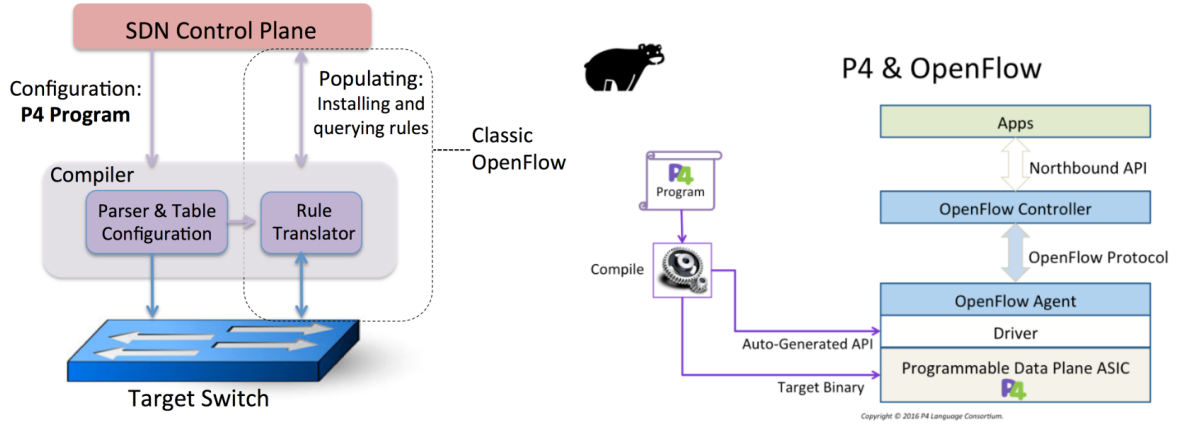 SDN Control Plane
Configuration:
P4 Program
Populating:
Installing and
querying rules
Classic
OpenFlow
Compiler
Parser & Table
Configuration
Rule
Translator
Target Switch
P4 & OpenFlow
P4
Program
Compile
Auto-Generated API
Target Binary
Apps
Northbound API
OpenFlow Controller
OpenFlow Protocol
OpenFlow Agent
Driver
Programmable Data Plane ASIC
P4
Copyright © 2016 P4 Language Consortium.